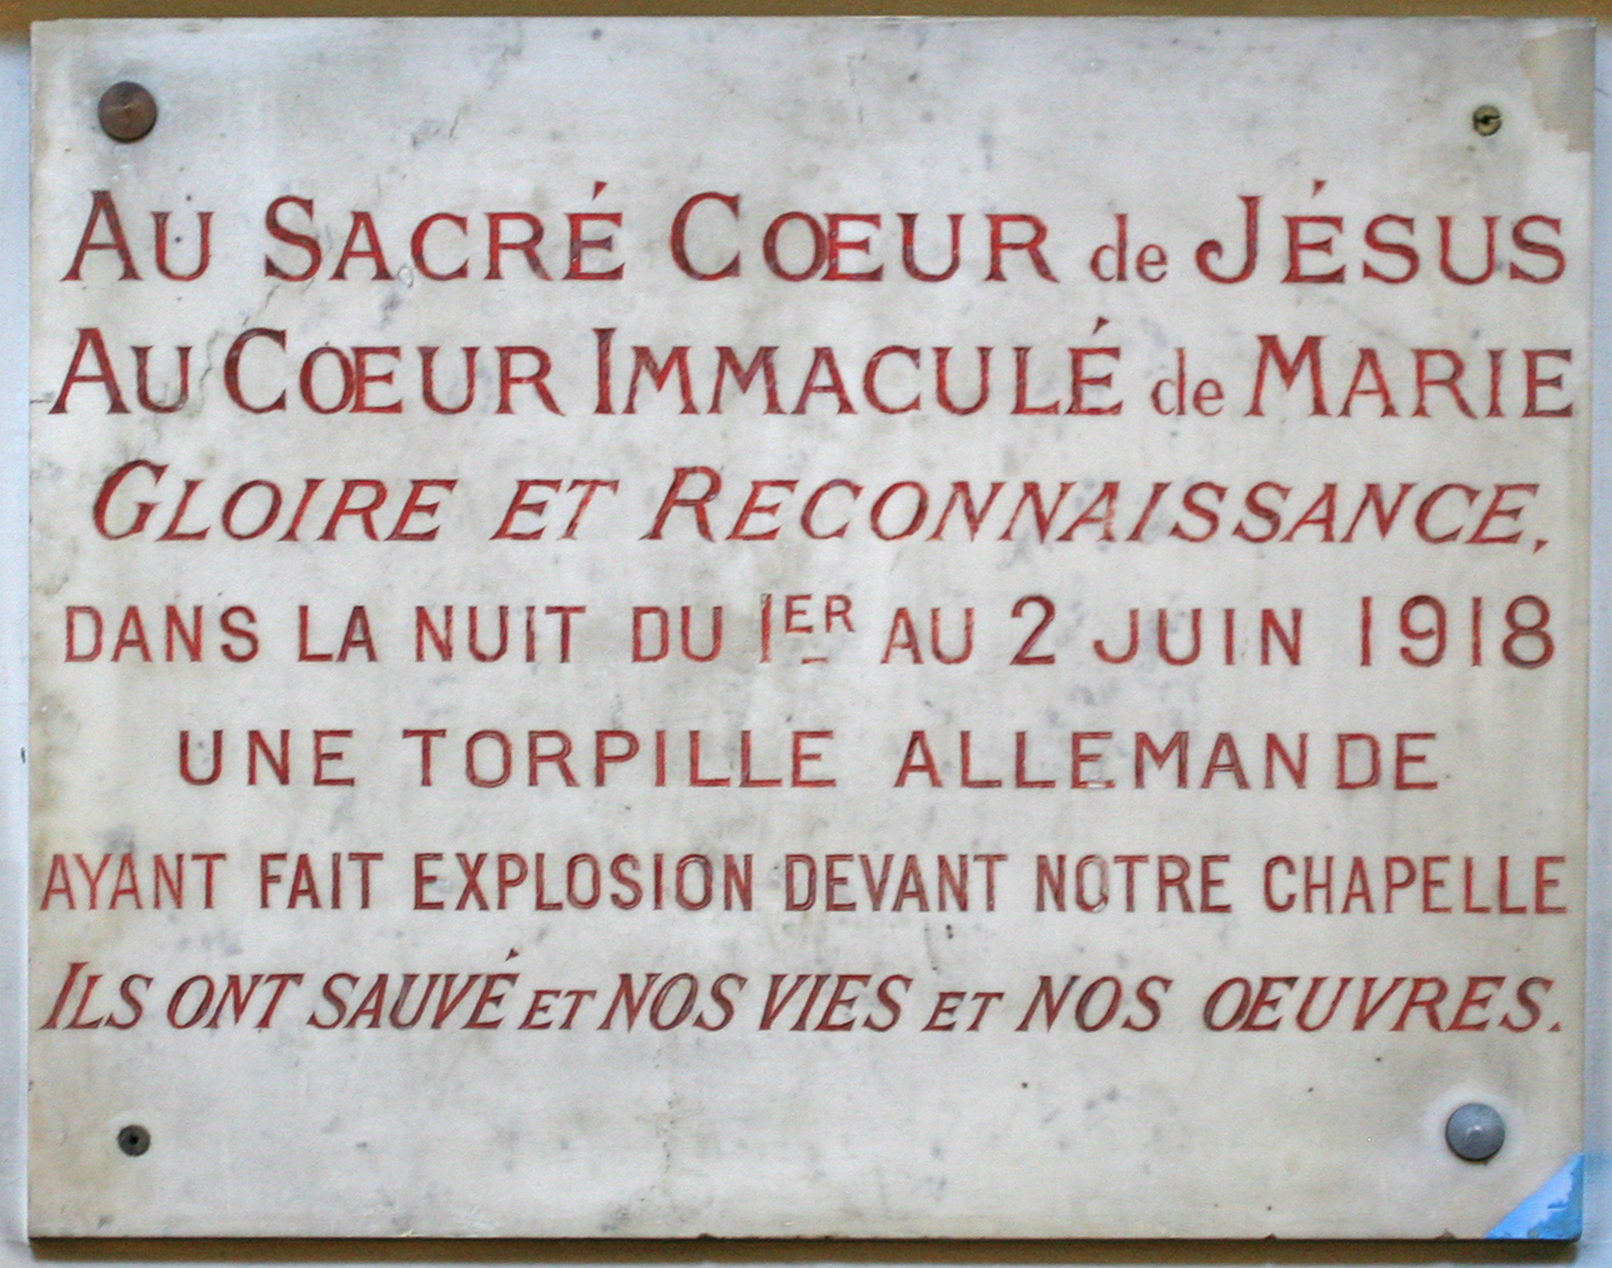 AU SACRÉ CŒUR de JÉSUS
AU CŒUR IMMACULÉ de MARIE
GLOIRE ET RECONNAISSANCE,
DANS LA NUIT DU 1ER AU 2 JUIN 1918
UNE TORPILLE ALLEMANDE
AYANT FAIT EXPLOSION DEVANT NOTRE CHAPELLE
ILS ONT SAUVÉ ET NOS VIES ET NOS OEUVRES.